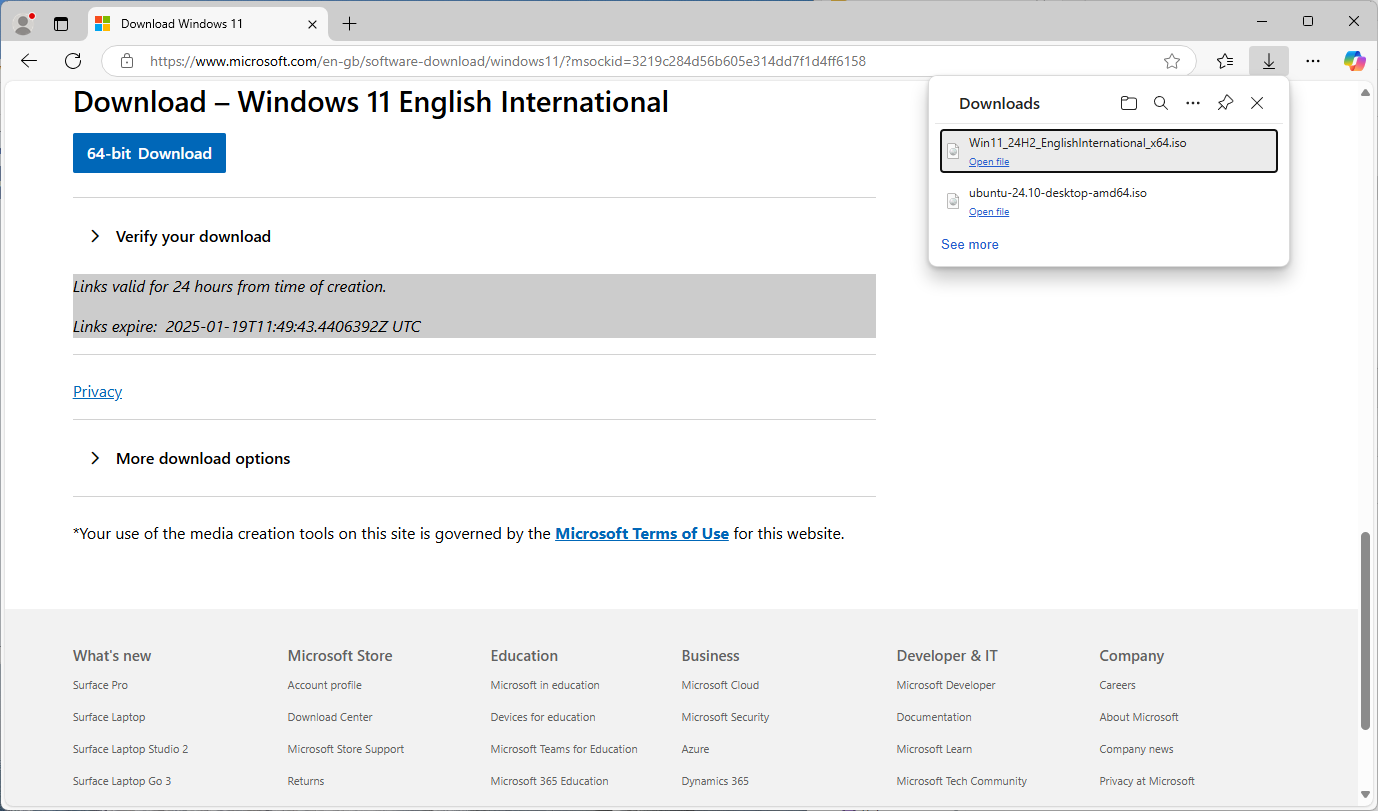 Download Windows 11
https://www.microsoft.com/en-gb/software-download/windows11/?msockid=3219c284d56b605e314dd7f1d4ff6158
Download – Windows 11 English International
64-bit Download
Verify your download
Links valid for 24 hours from time of creation.
Links expire: 2025-01-19T11:49:43.4406392Z UTC
Privacy
More download options
*Your use of the media creation tools on this site is governed by the Microsoft Terms of Use for this website.
Downloads
Win11_24H2_EnglishInternational_x64.iso
Open file
ubuntu-24.10-desktop-amd64.iso
Open file
See more
What's new
Surface Pro
Surface Laptop
Surface Laptop Studio 2
Surface Laptop Go 3
Microsoft Store
Account profile
Download Center
Microsoft Store Support
Returns
Education
Microsoft in education
Devices for education
Microsoft Teams for Education
Microsoft 365 Education
Business
Microsoft Cloud
Microsoft Security
Azure
Dynamics 365
Developer & IT
Microsoft Developer
Documentation
Microsoft Learn
Microsoft Tech Community
Company
Careers
About Microsoft
Company news
Privacy at Microsoft